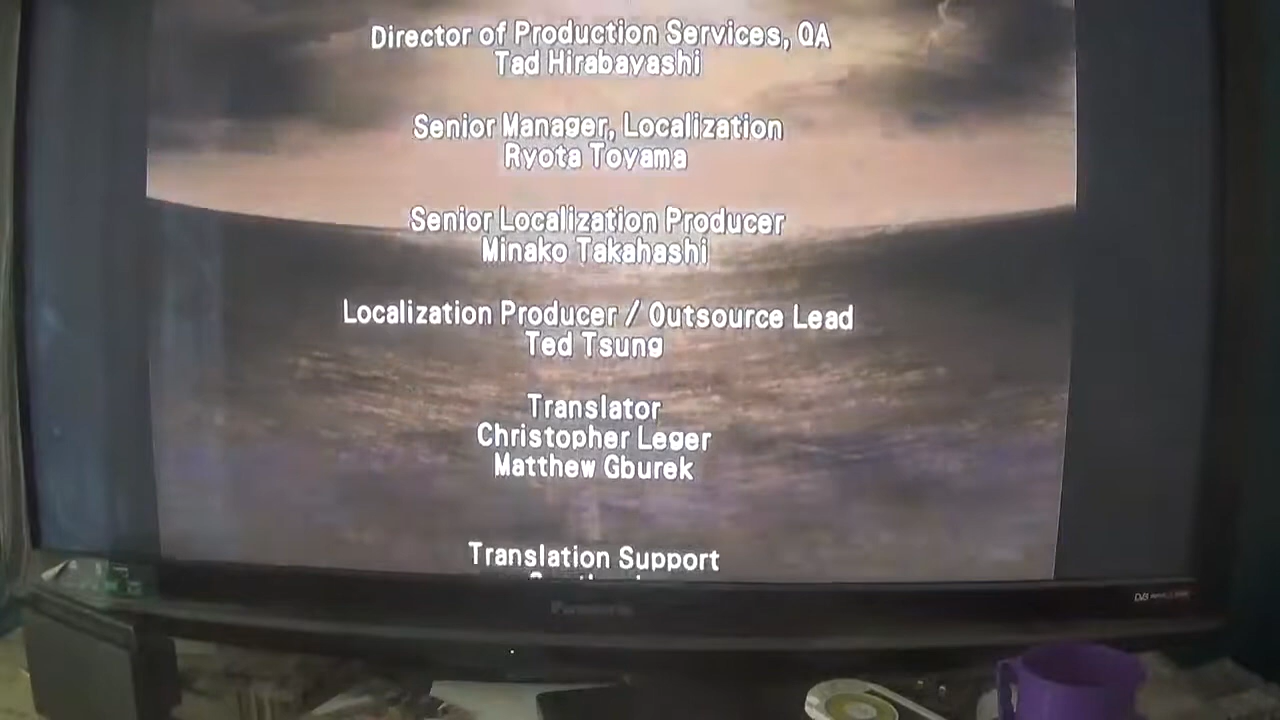 Director of Production Services, QA
Tad Hirabayashi
Senior Manager, Localization
Ryota Toyama
Senior Localization Producer
Minako Takahashi
Localization Producer / Outsource Lead
Ted Tsung
Translator
Christopher Leger
Matthew Gburek
Translation Support
Panasonic